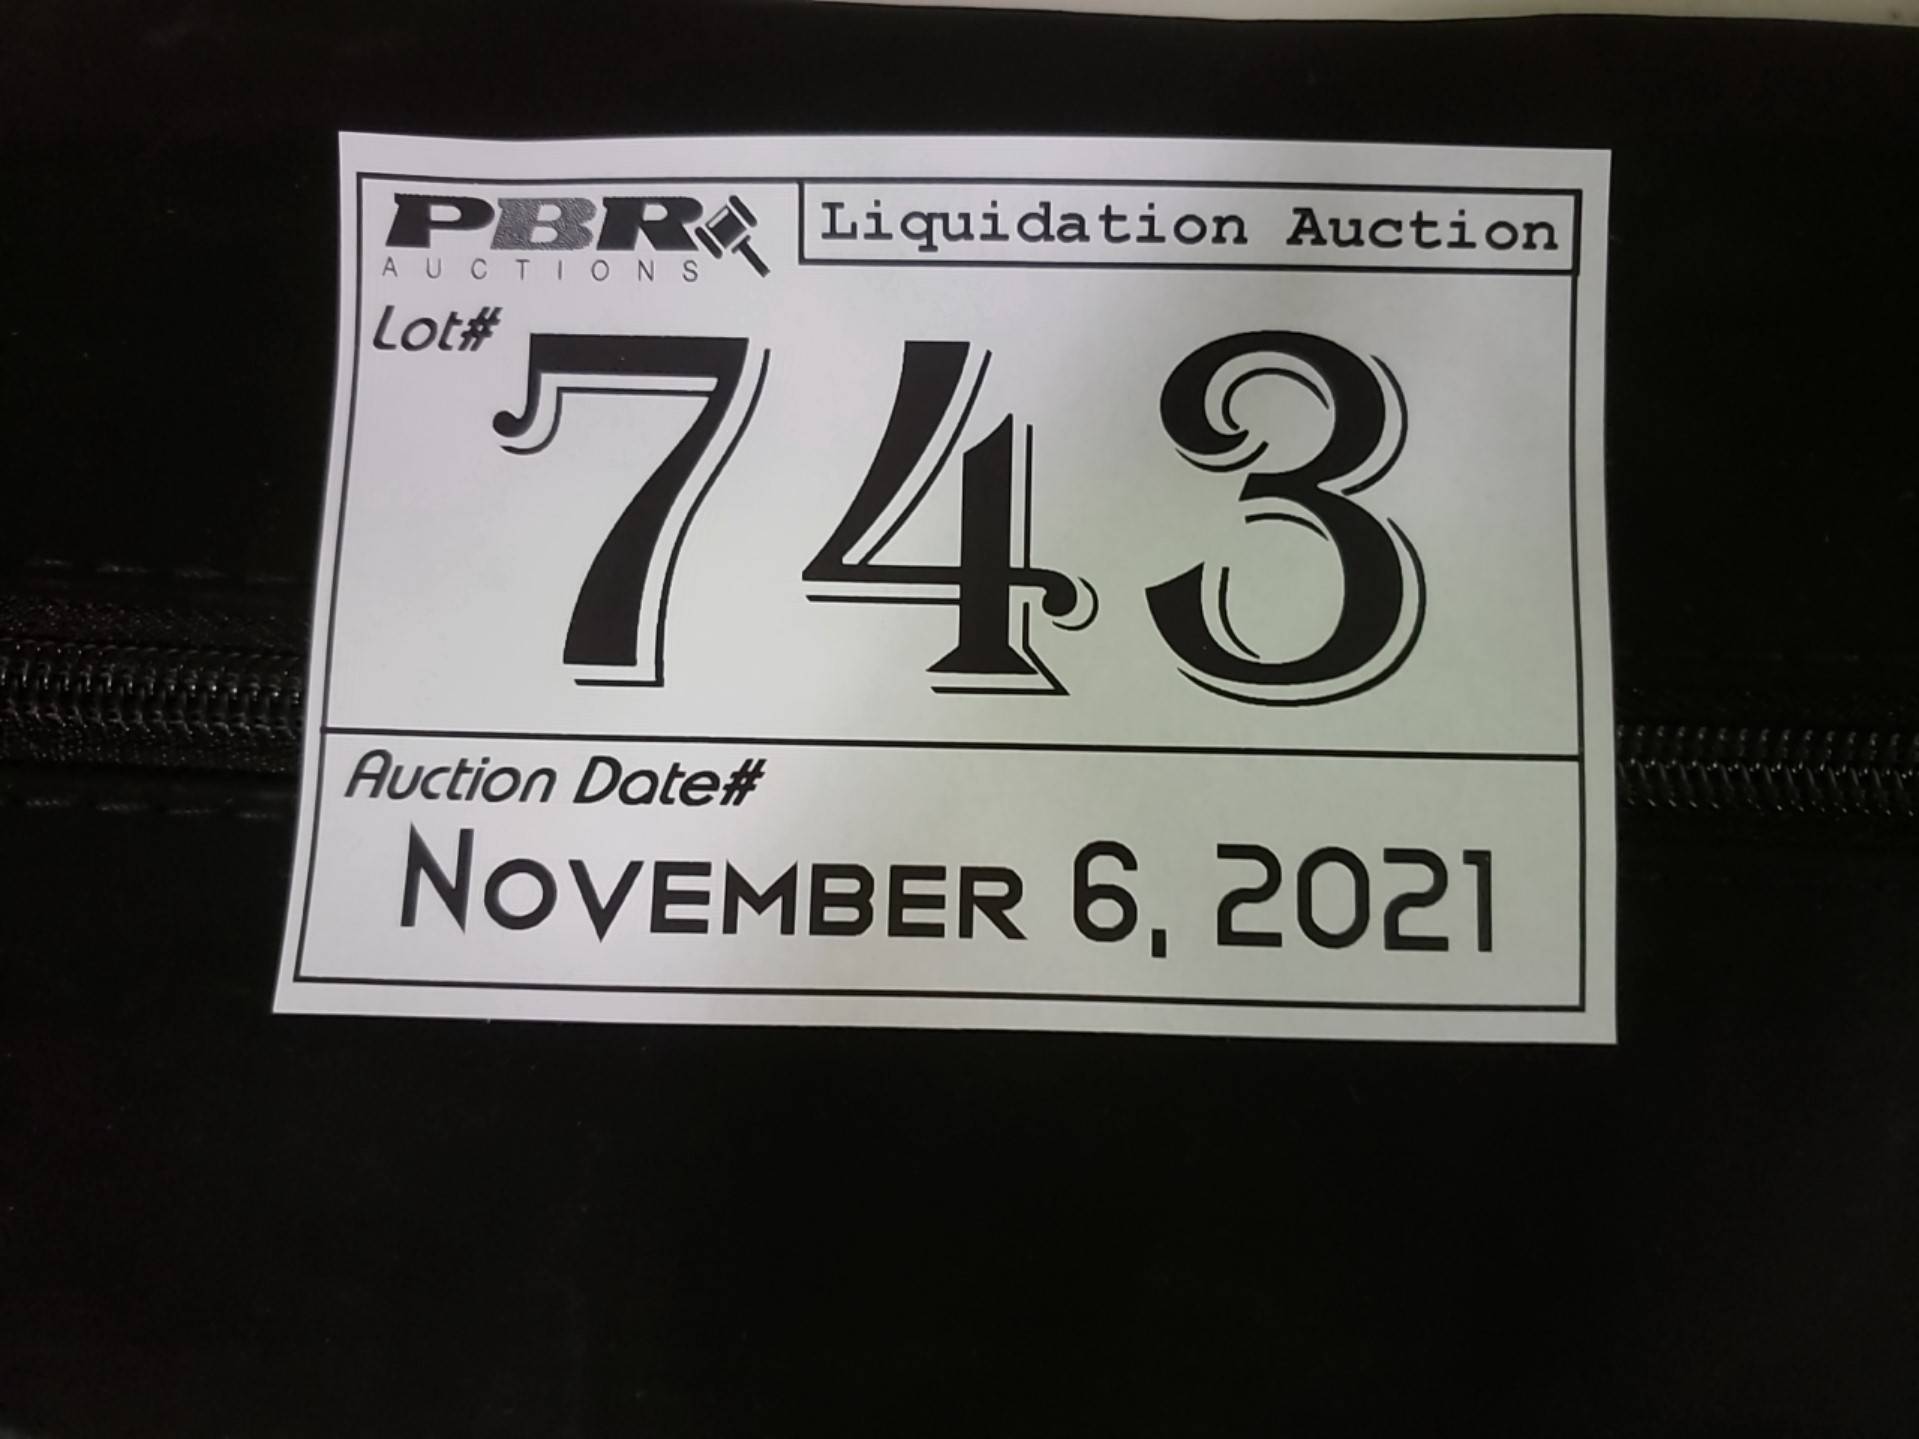 PBR
AUCTIONS
Liquidation Auction
Lot#
743
Auction Date#
NOVEMBER 6, 2021